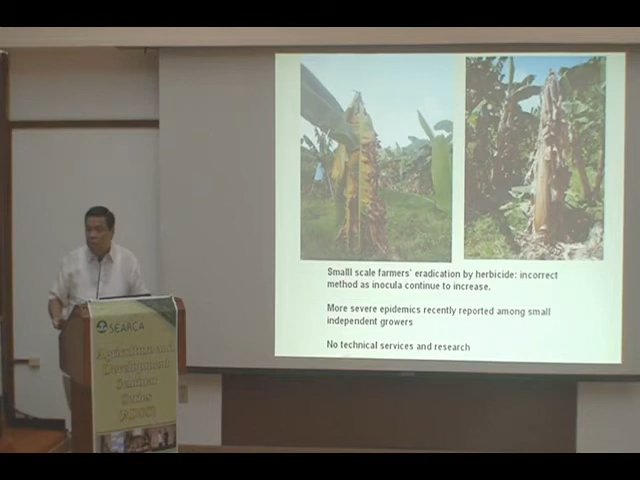 Smalll scale farmers' eradication by herbicide: incorrect
method as inocula continue to increase.
More severe epidemics recently reported among small
independent growers
No technical services and research
SEARCA
Agriculture and
Development
Seminar
Series
(ADSS)